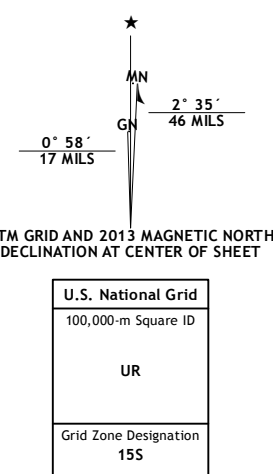 ★
MN
GN
2° 35´
46 MILS
0° 58´
17 MILS
TM GRID AND 2013 MAGNETIC NORTH
DECLINATION AT CENTER OF SHEET
U.S. National Grid
100,000-m Square ID
UR
Grid Zone Designation
15S